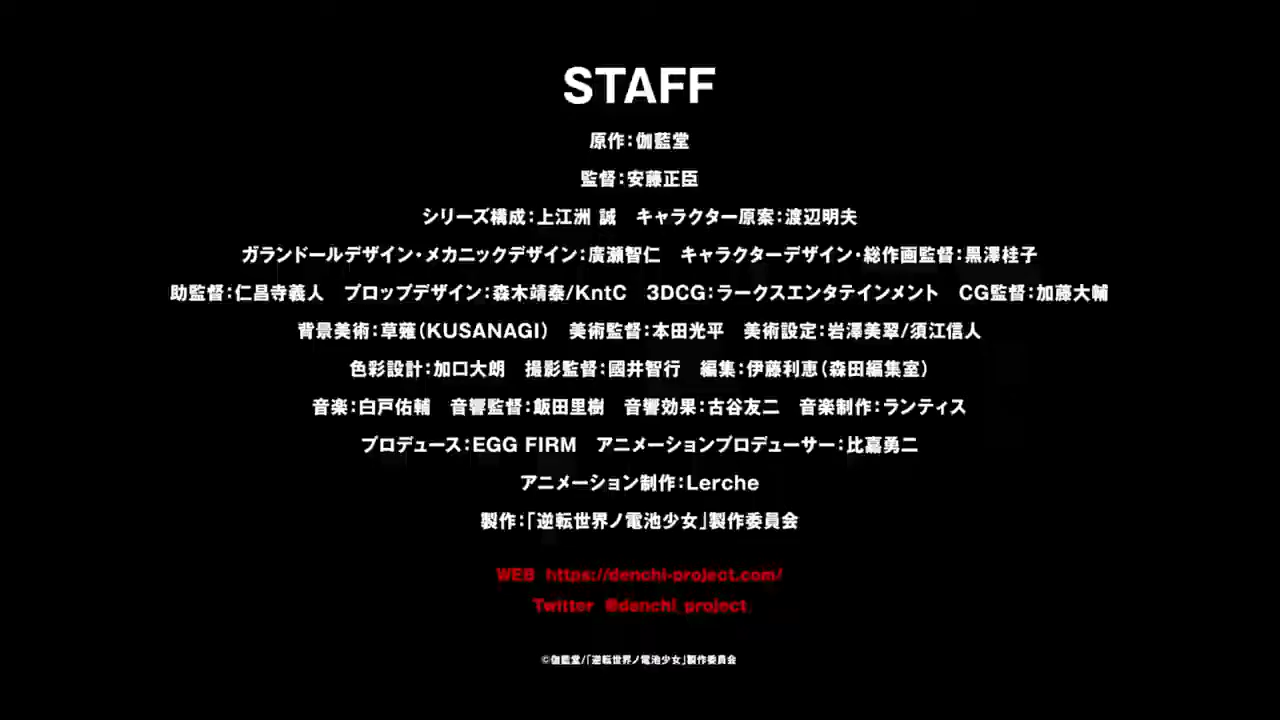 STAFF
原作：伽藍堂
監督：安藤正臣
シリーズ構成：上江洲 誠　キャラクター原案：渡辺明夫
ガランドールデザイン・メカニックデザイン：廣瀬智仁　キャラクターデザイン・総作画監督：黒澤桂子
助監督：仁昌寺義人　プロップデザイン：森木靖泰/KntC　3DCG：ラークスエンタテインメント　CG監督：加藤大輔
背景美術：草薙（KUSANAGI）　美術監督：本田光平　美術設定：岩澤美翠/須江信人
色彩設計：加口大朗　撮影監督：國井智行　編集：伊藤利恵（森田編集室）
音楽：白戸佑輔　音響監督：飯田里樹　音響効果：古谷友二　音楽制作：ランティス
プロデュース：EGG FIRM　アニメーションプロデューサー：比嘉勇二
アニメーション制作：Lerche
製作：「逆転世界ノ電池少女」製作委員会
WEB https://denchi-project.com/
Twitter @denchi_project
©伽藍堂/「逆転世界ノ電池少女」製作委員会